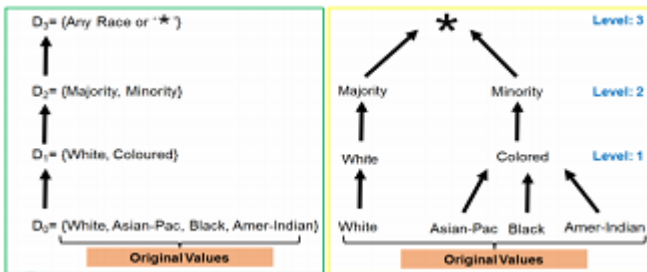 D₃= {Any Race or '*'}
D₂= {Majority, Minority}
D₁= {White, Coloured}
D₀= {White, Asian-Pac, Black, Amer-Indian}
Original Values
* Level: 3
Majority Minority Level: 2
White Colored Level: 1
White Asian-Pac Black Amer-Indian
Original Values